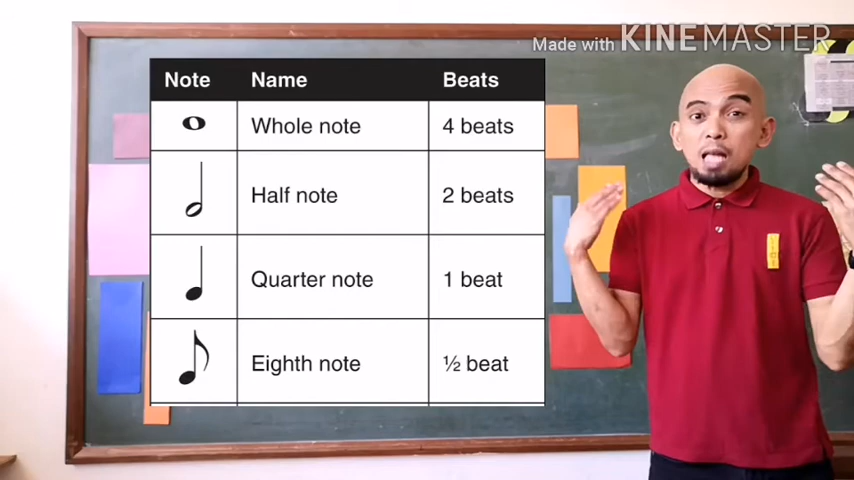 Made with KINEMASTER
Note Name Beats
Whole note 4 beats
Half note 2 beats
Quarter note 1 beat
Eighth note ½ beat